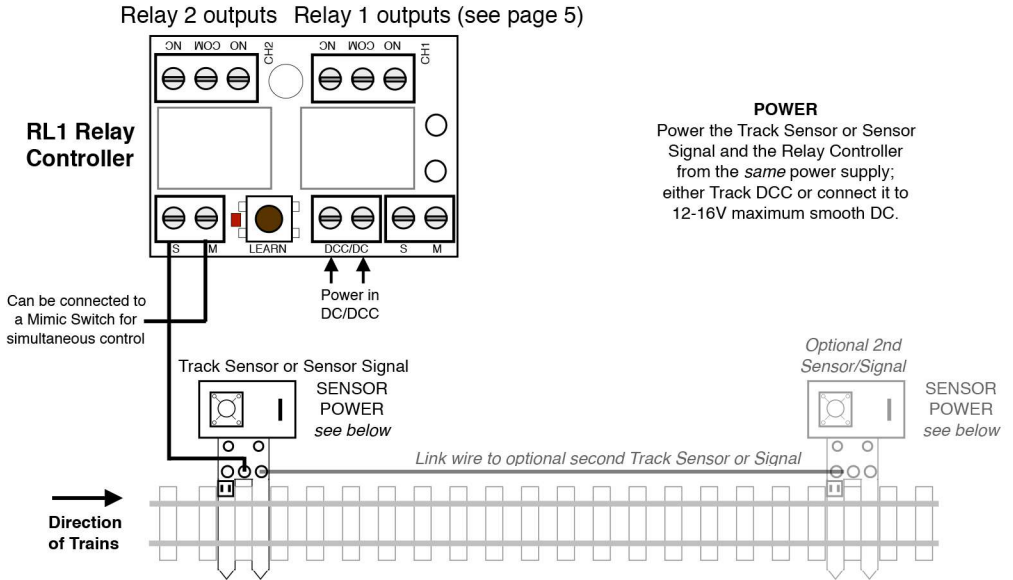 Relay 2 outputs Relay 1 outputs (see page 5)
NC COM NO
CH2
NC COM NO
CH1
RL1 Relay
Controller
POWER
Power the Track Sensor or Sensor
Signal and the Relay Controller
from the same power supply;
either Track DCC or connect it to
12-16V maximum smooth DC.
S M LEARN DCC/DC S M
Power in
DC/DCC
Can be connected to
a Mimic Switch for
simultaneous control
Track Sensor or Sensor Signal
SENSOR
POWER
see below
Optional 2nd
Sensor/Signal
SENSOR
POWER
see below
Link wire to optional second Track Sensor or Signal
Direction
of Trains